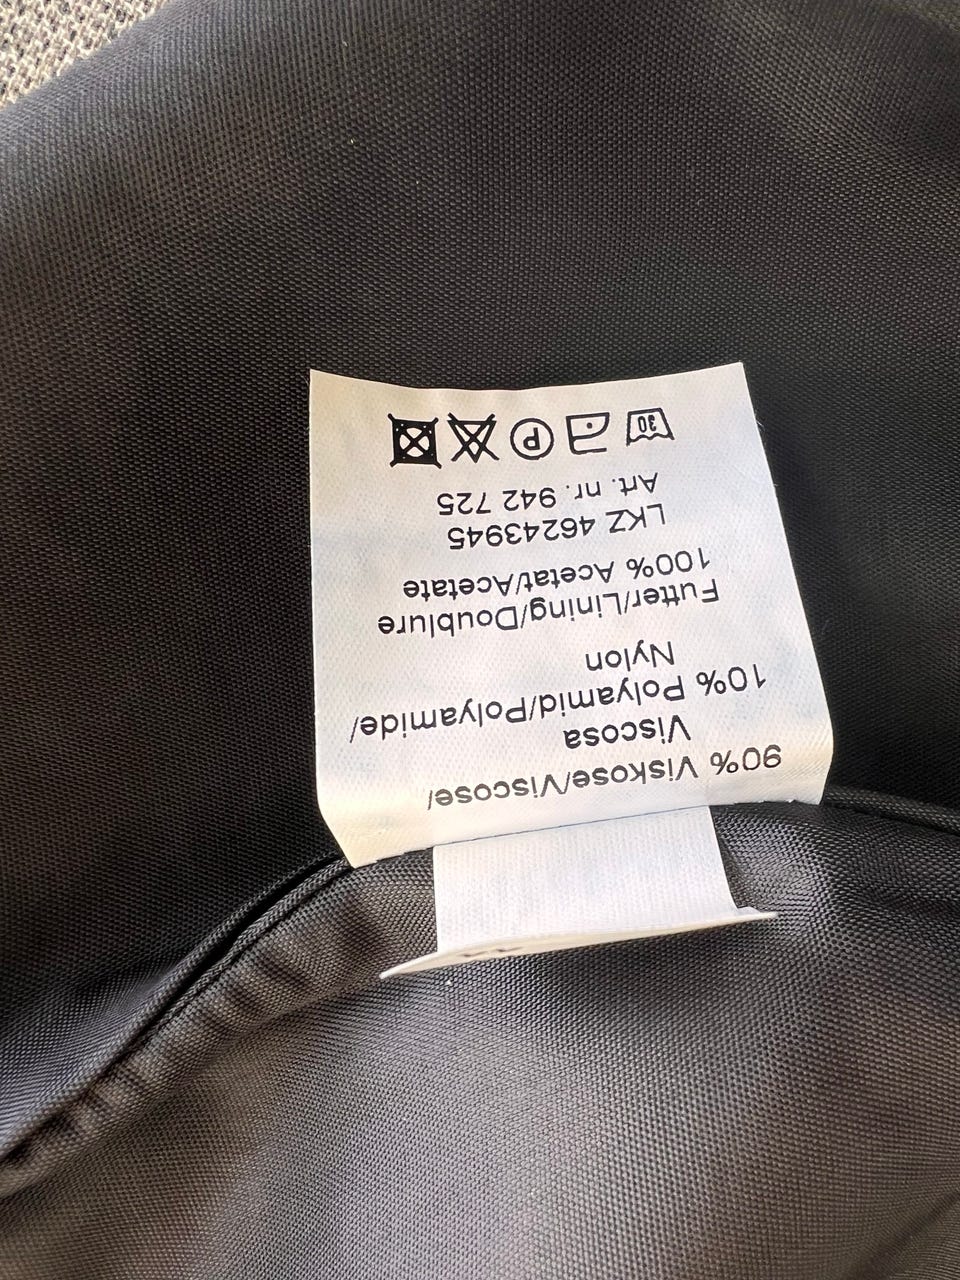 90% Viskose/Viscose/
Viscosa
10% Polyamid/Polyamide/
Nylon
Futter/Lining/Doublure
100% Acetat/Acetate
LKZ 46243945
Art. nr. 942 725
30 P